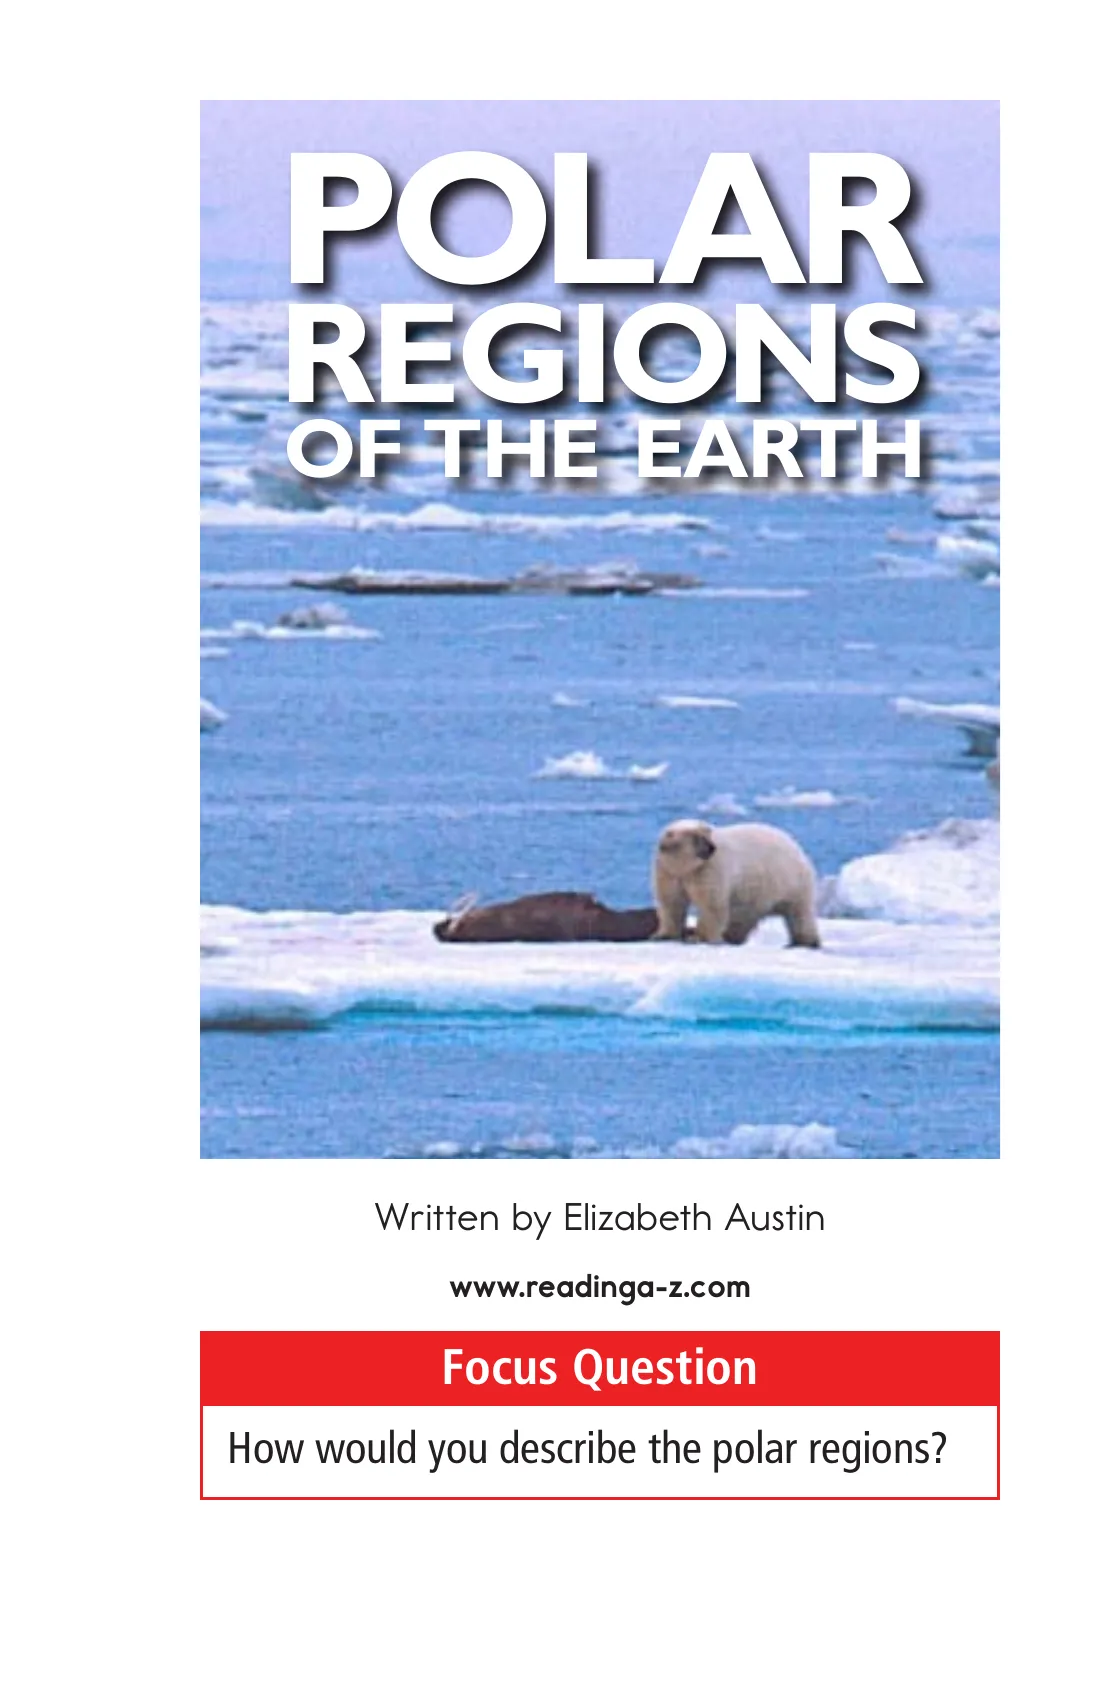 POLAR
REGIONS
OF THE EARTH
Written by Elizabeth Austin
www.readinga-z.com
Focus Question
How would you describe the polar regions?